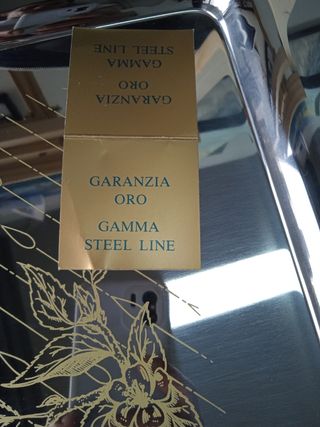 GAMMA
STEEL LINE
GARANZIA
ORO
GARANZIA
ORO
GAMMA
STEEL LINE